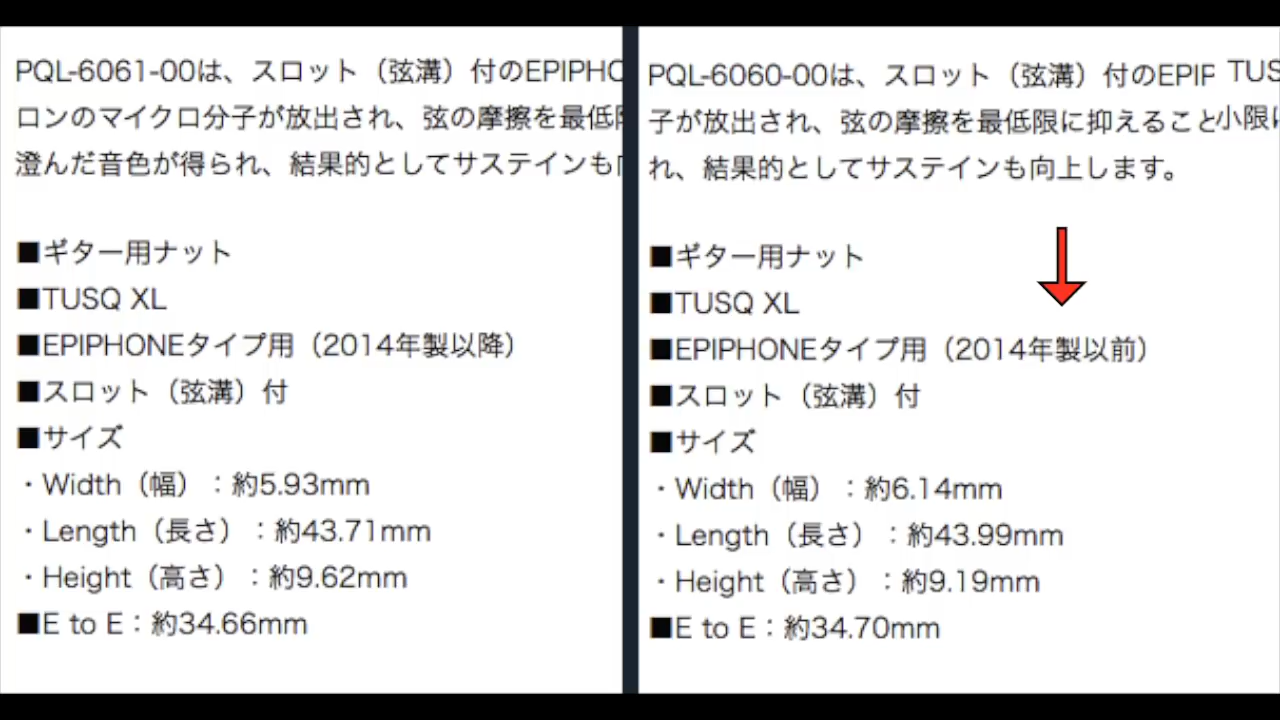 PQL-6061-00は、スロット（弦溝）付のEPIPHO
ロンのマイクロ分子が放出され、弦の摩擦を最低限
澄んだ音色が得られ、結果的としてサステインも
■ギター用ナット
■TUSQ XL
■EPIPHONEタイプ用（2014年製以降）
■スロット（弦溝）付
■サイズ
・Width（幅）：約5.93mm
・Length（長さ）：約43.71mm
・Height（高さ）：約9.62mm
■E to E：約34.66mm
PQL-6060-00は、スロット（弦溝）付のEPIP TUS
子が放出され、弦の摩擦を最低限に抑えること小限に
れ、結果的としてサステインも向上します。
■ギター用ナット
■TUSQ XL
■EPIPHONEタイプ用（2014年製以前）
■スロット（弦溝）付
■サイズ
・Width（幅）：約6.14mm
・Length（長さ）：約43.99mm
・Height（高さ）：約9.19mm
■E to E：約34.70mm